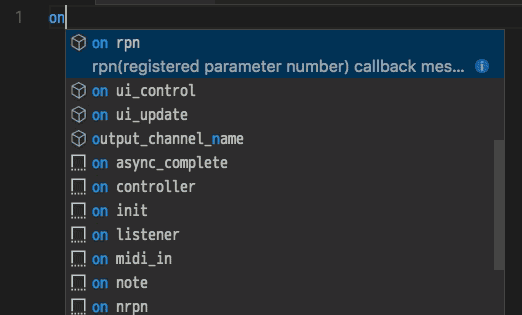 1 on
on rpn
rpn(registered parameter number) callback mes...
on ui_control
on ui_update
output_channel_name
on async_complete
on controller
on init
on listener
on midi_in
on note
on nrpn